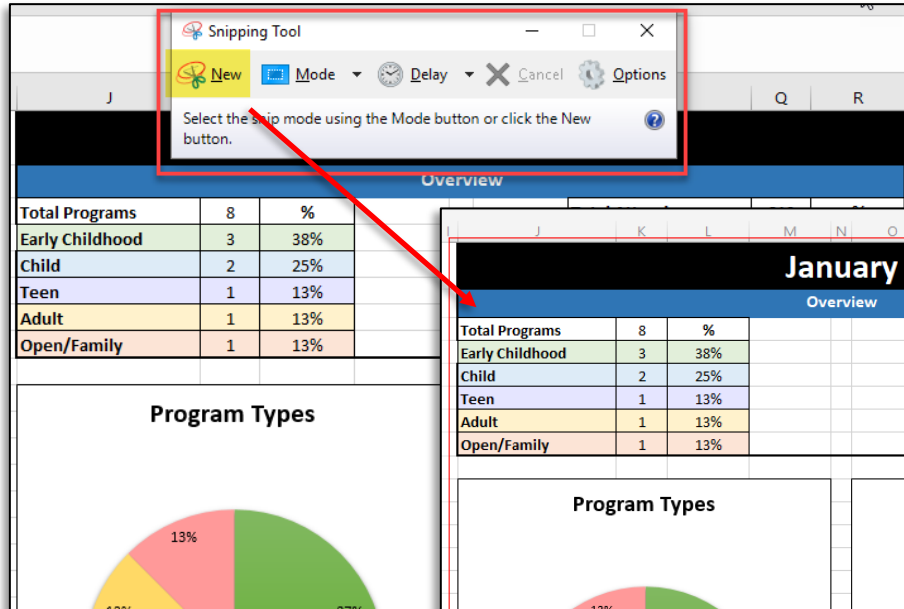 Snipping Tool
New Mode Delay Cancel Options
Select the snip mode using the Mode button or click the New
button.
J Q R
Overview
Total Programs 8 %
Early Childhood 3 38%
Child 2 25%
Teen 1 13%
Adult 1 13%
Open/Family 1 13%
Program Types
13%
J K L M N O
January
Overview
Total Programs 8 %
Early Childhood 3 38%
Child 2 25%
Teen 1 13%
Adult 1 13%
Open/Family 1 13%
Program Types